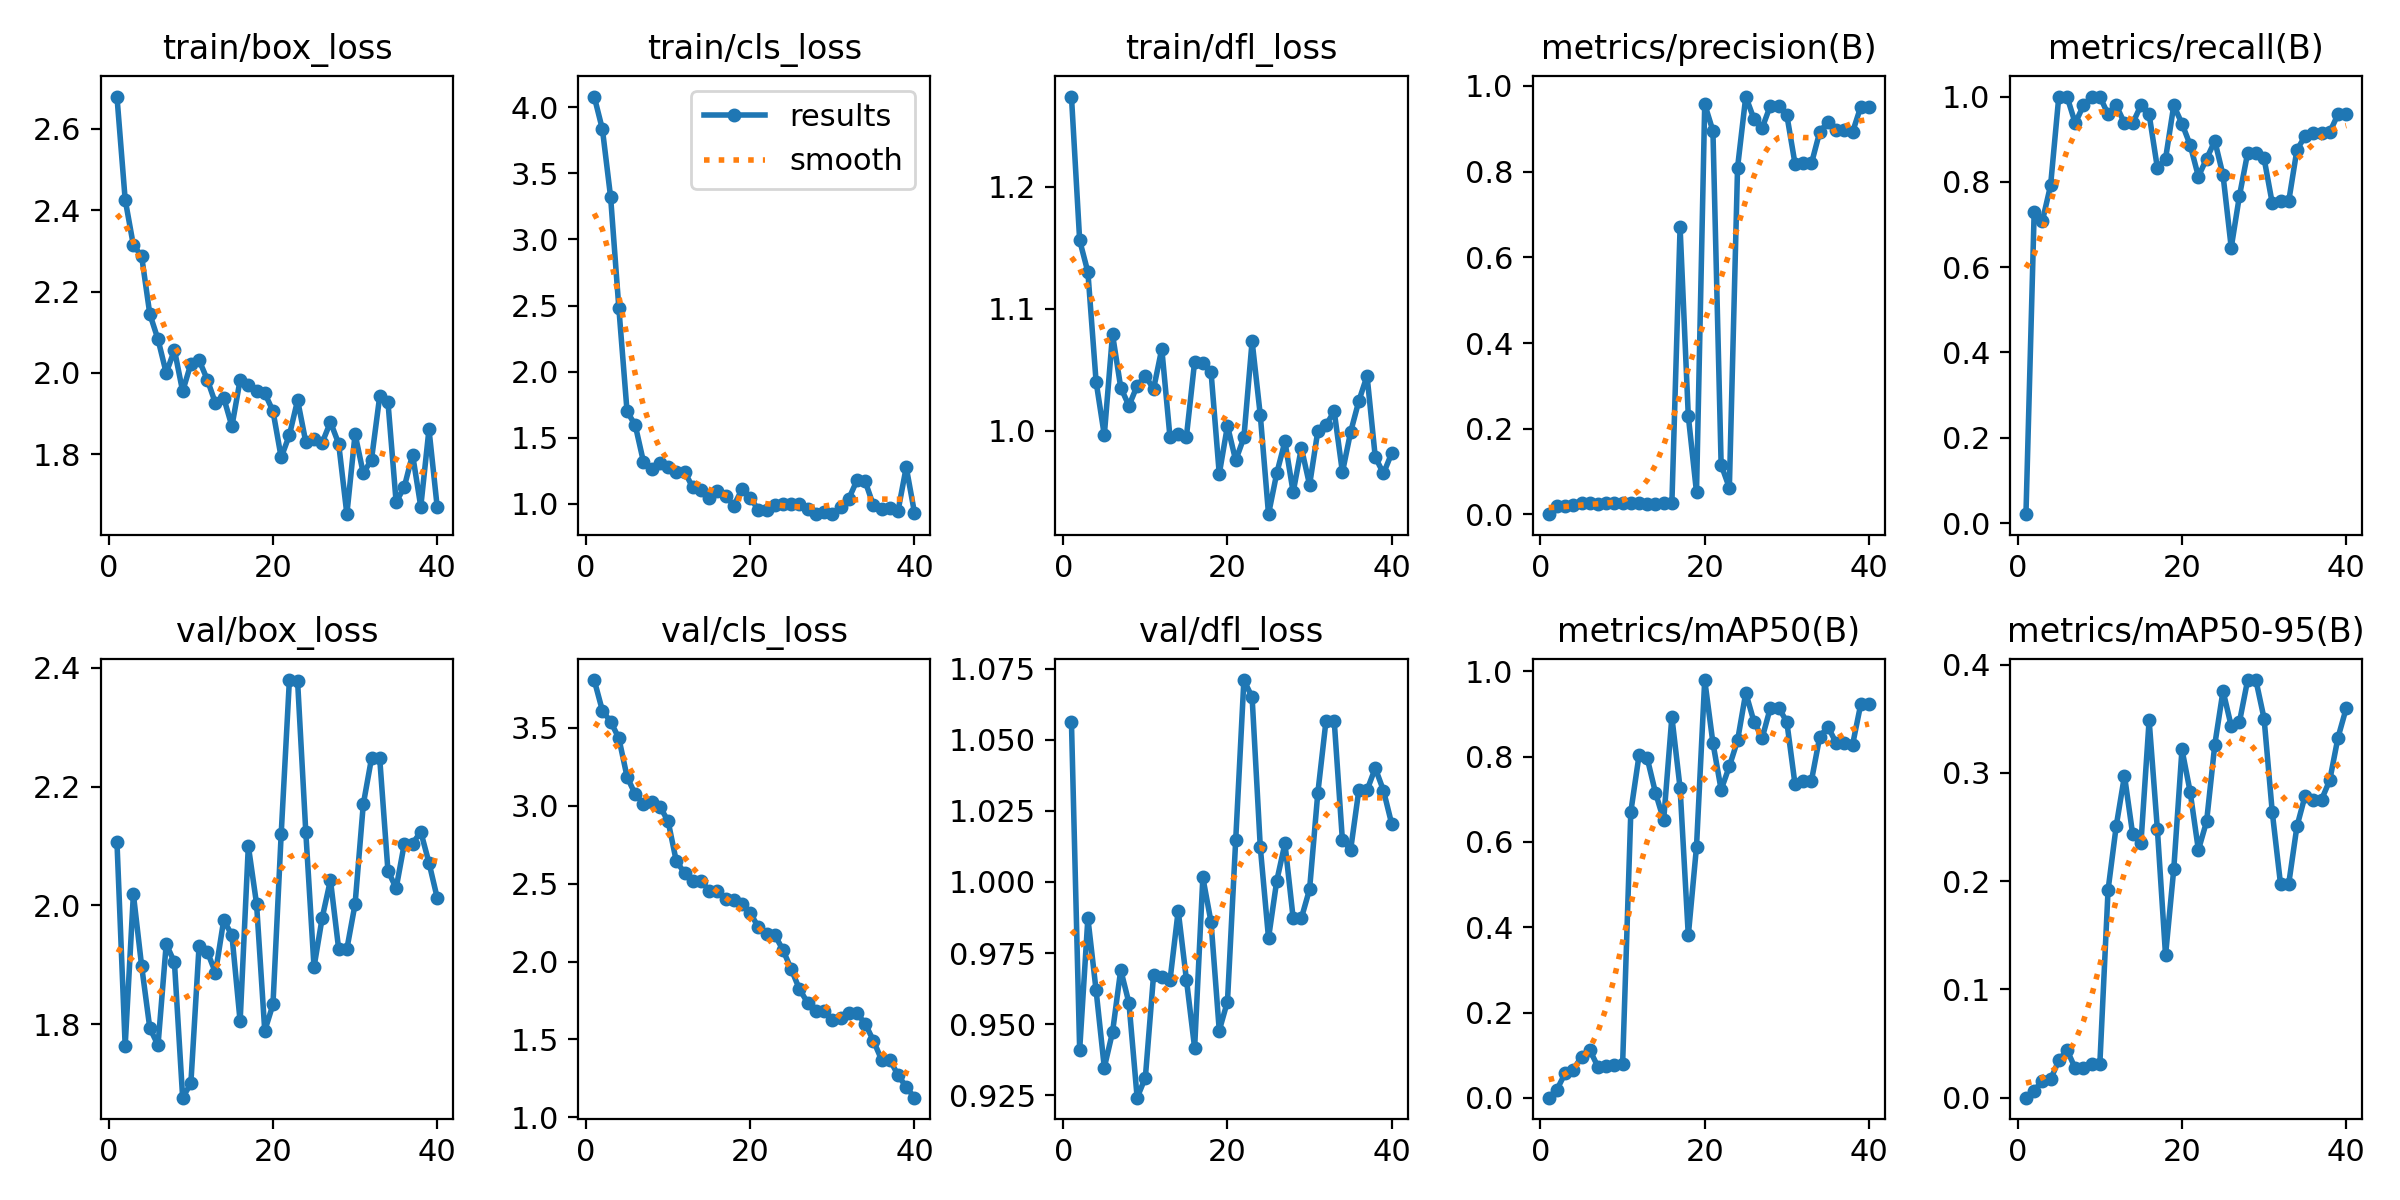 train/box_loss
2.6
2.4
2.2
2.0
1.8
0 20 40
train/cls_loss
results
smooth
4.0
3.5
3.0
2.5
2.0
1.5
1.0
0 20 40
train/dfl_loss
1.2
1.1
1.0
0 20 40
metrics/precision(B)
1.0
0.8
0.6
0.4
0.2
0.0
0 20 40
metrics/recall(B)
1.0
0.8
0.6
0.4
0.2
0.0
0 20 40
val/box_loss
2.4
2.2
2.0
1.8
0 20 40
val/cls_loss
3.5
3.0
2.5
2.0
1.5
1.0
0 20 40
val/dfl_loss
1.075
1.050
1.025
1.000
0.975
0.950
0.925
0 20 40
metrics/mAP50(B)
1.0
0.8
0.6
0.4
0.2
0.0
0 20 40
metrics/mAP50-95(B)
0.4
0.3
0.2
0.1
0.0
0 20 40